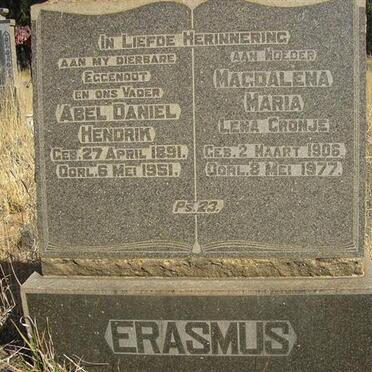 IN LIEFDE HERINNERING
AAN MY DIERBARE
EGGENOOT
EN ONS VADER
ABEL DANIEL
HENDRIK
GEB. 27 APRIL 1891.
OORL. 6 MEI 1951.
AAN MOEDER
MAGDALENA
MARIA
LENA CRONJE
GEB. 2 MAART 1906
OORL. 8 MEI 1977.
PS. 23.
ERASMUS